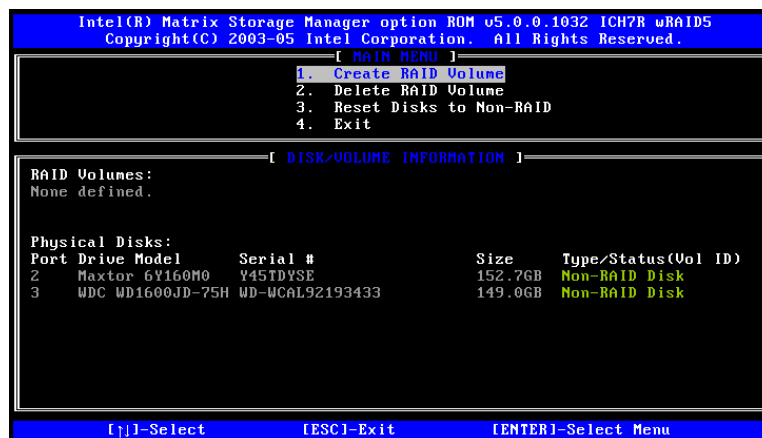 Intel(R) Matrix Storage Manager option ROM v5.0.0.1032 ICH7R wRAID5
Copyright(C) 2003-05 Intel Corporation. All Rights Reserved.
[ MAIN MENU ]
1. Create RAID Volume
2. Delete RAID Volume
3. Reset Disks to Non-RAID
4. Exit
[ DISK/VOLUME INFORMATION ]
RAID Volumes:
None defined.
Physical Disks:
Port Drive Model Serial # Size Type/Status(Vol ID)
2 Maxtor 6Y160M0 Y45TDYSE 152.7GB Non-RAID Disk
3 WDC WD1600JD-75H WD-WCAL92193433 149.0GB Non-RAID Disk
[↑↓]-Select [ESC]-Exit [ENTER]-Select Menu